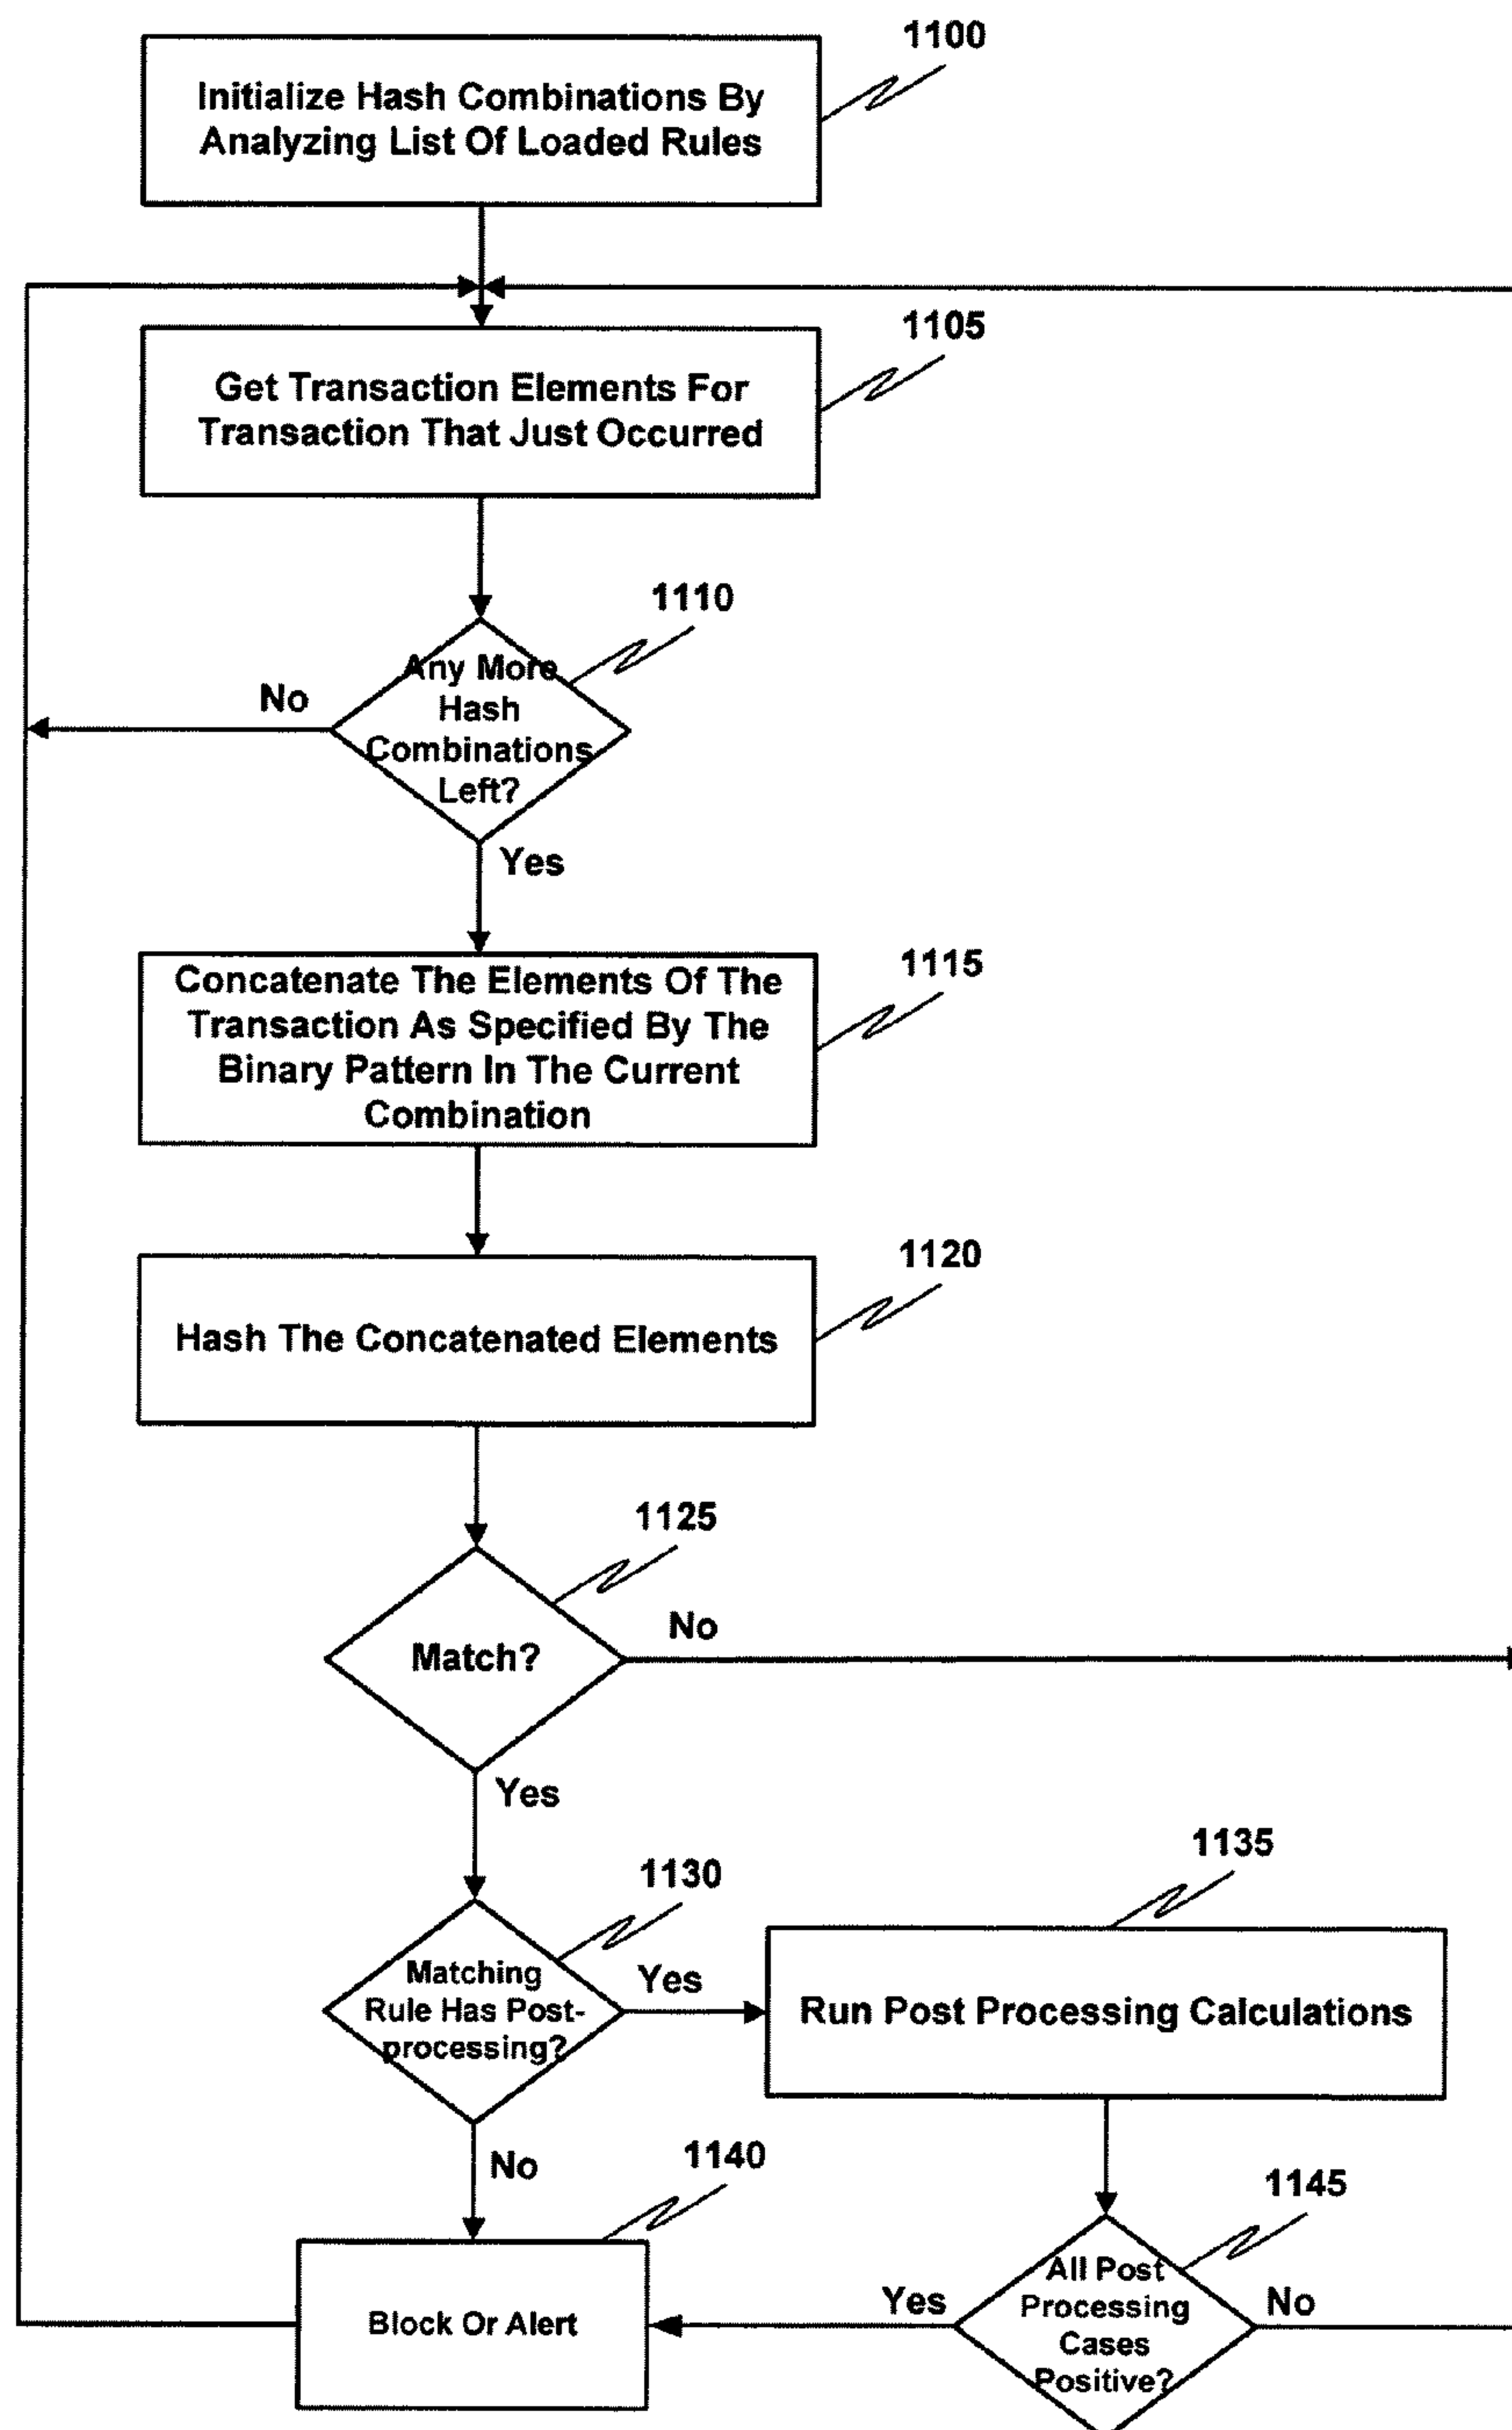 1100
Initialize Hash Combinations By
Analyzing List Of Loaded Rules
1105
Get Transaction Elements For
Transaction That Just Occurred
1110
Any More
Hash
Combinations
Left?
No
Yes
1115
Concatenate The Elements Of The
Transaction As Specified By The
Binary Pattern In The Current
Combination
1120
Hash The Concatenated Elements
1125
Match?
No
Yes
1130
Matching
Rule Has Post-
processing?
Yes
1135
Run Post Processing Calculations
No
1140
Block Or Alert
1145
All Post
Processing
Cases
Positive?
Yes
No